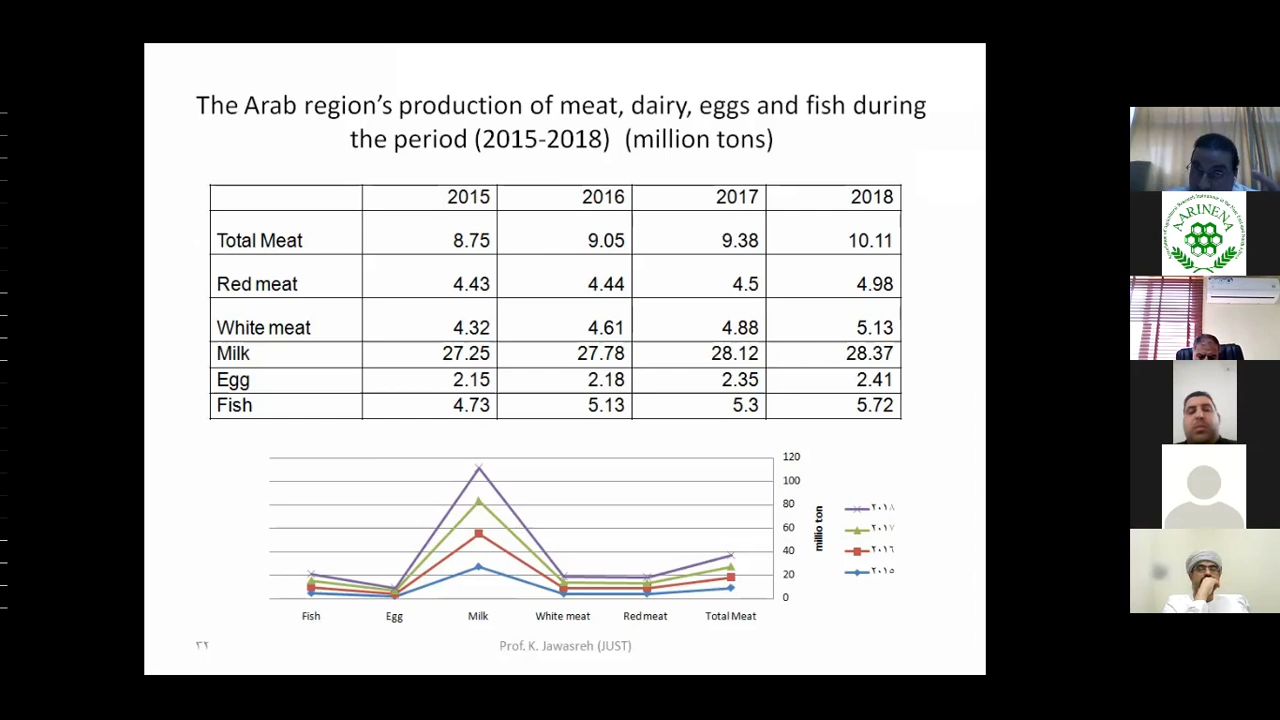 The Arab region's production of meat, dairy, eggs and fish during
the period (2015-2018) (million tons)
2015 2016 2017 2018
Total Meat 8.75 9.05 9.38 10.11
Red meat 4.43 4.44 4.5 4.98
White meat 4.32 4.61 4.88 5.13
Milk 27.25 27.78 28.12 28.37
Egg 2.15 2.18 2.35 2.41
Fish 4.73 5.13 5.3 5.72
120
100
80
60
40
20
0
millio ton
٢٠١٨
٢٠١٧
٢٠١٦
٢٠١٥
Fish Egg Milk White meat Red meat Total Meat
٣٢
Prof. K. Jawasreh (JUST)
AARINENA